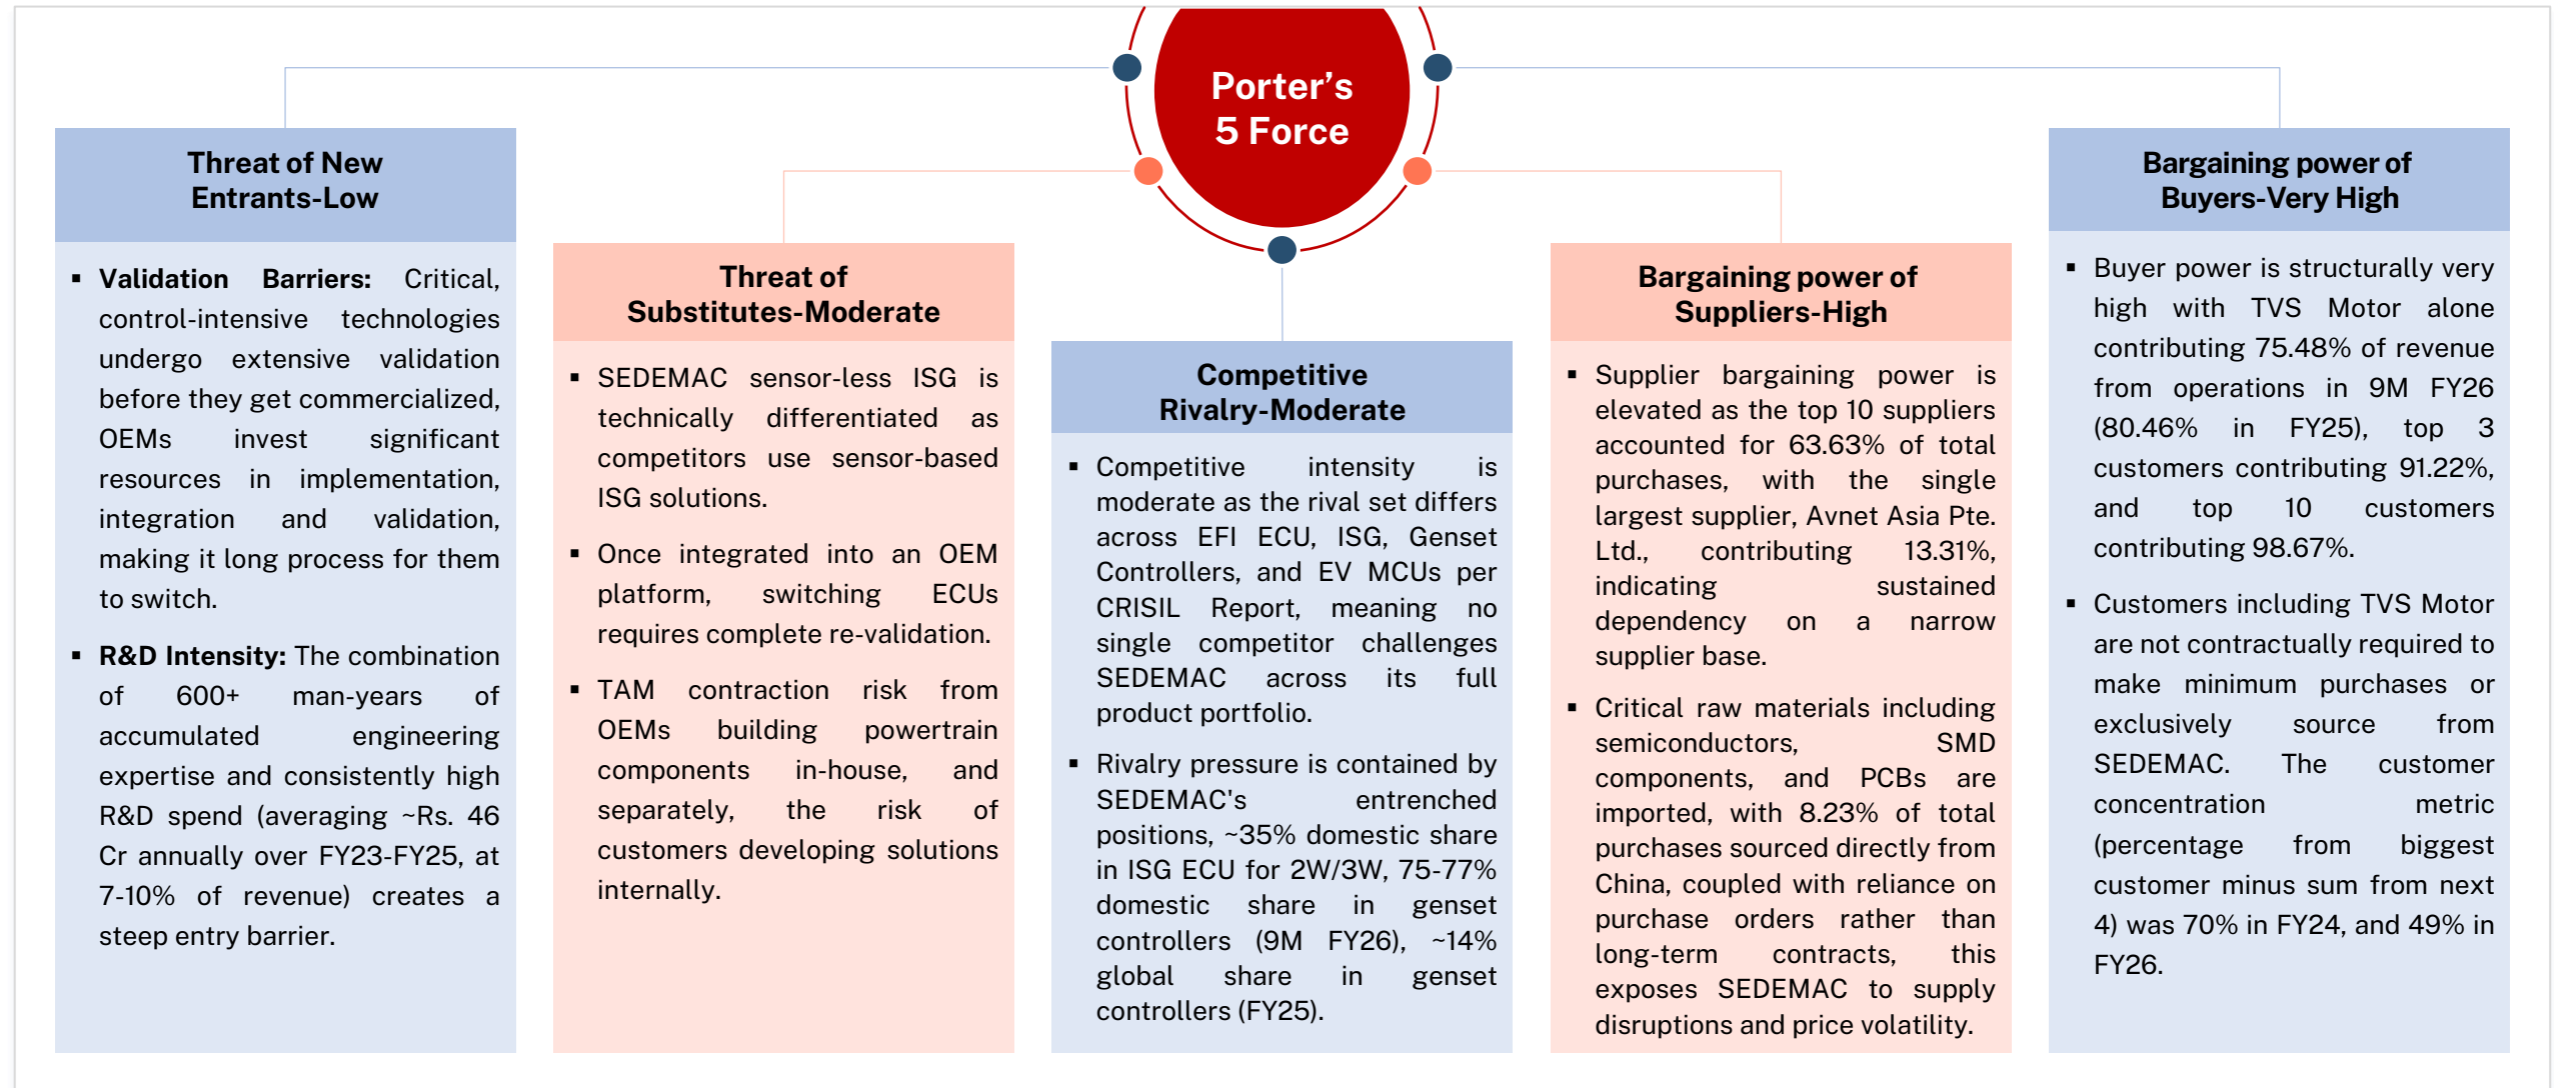 Porter’s
5 Force
Threat of New
Entrants-Low
▪ Validation Barriers: Critical,
control-intensive technologies
undergo extensive validation
before they get commercialized,
OEMs invest significant
resources in implementation,
integration and validation,
making it long process for them
to switch.
▪ R&D Intensity: The combination
of 600+ man-years of
accumulated engineering
expertise and consistently high
R&D spend (averaging ~Rs. 46
Cr annually over FY23-FY25, at
7-10% of revenue) creates a
steep entry barrier.
Threat of
Substitutes-Moderate
▪ SEDEMAC sensor-less ISG is
technically differentiated as
competitors use sensor-based
ISG solutions.
▪ Once integrated into an OEM
platform, switching ECUs
requires complete re-validation.
▪ TAM contraction risk from
OEMs building powertrain
components in-house, and
separately, the risk of
customers developing solutions
internally.
Competitive
Rivalry-Moderate
▪ Competitive intensity is
moderate as the rival set differs
across EFI ECU, ISG, Genset
Controllers, and EV MCUs per
CRISIL Report, meaning no
single competitor challenges
SEDEMAC across its full
product portfolio.
▪ Rivalry pressure is contained by
SEDEMAC's entrenched
positions, ~35% domestic share
in ISG ECU for 2W/3W, 75-77%
domestic share in genset
controllers (9M FY26), ~14%
global share in genset
controllers (FY25).
Bargaining power of
Suppliers-High
▪ Supplier bargaining power is
elevated as the top 10 suppliers
accounted for 63.63% of total
purchases, with the single
largest supplier, Avnet Asia Pte.
Ltd., contributing 13.31%,
indicating sustained
dependency on a narrow
supplier base.
▪ Critical raw materials including
semiconductors, SMD
components, and PCBs are
imported, with 8.23% of total
purchases sourced directly from
China, coupled with reliance on
purchase orders rather than
long-term contracts, this
exposes SEDEMAC to supply
disruptions and price volatility.
Bargaining power of
Buyers-Very High
▪ Buyer power is structurally very
high with TVS Motor alone
contributing 75.48% of revenue
from operations in 9M FY26
(80.46% in FY25), top 3
customers contributing 91.22%,
and top 10 customers
contributing 98.67%.
▪ Customers including TVS Motor
are not contractually required to
make minimum purchases or
exclusively source from
SEDEMAC. The customer
concentration metric
(percentage from biggest
customer minus sum from next
4) was 70% in FY24, and 49% in
FY26.